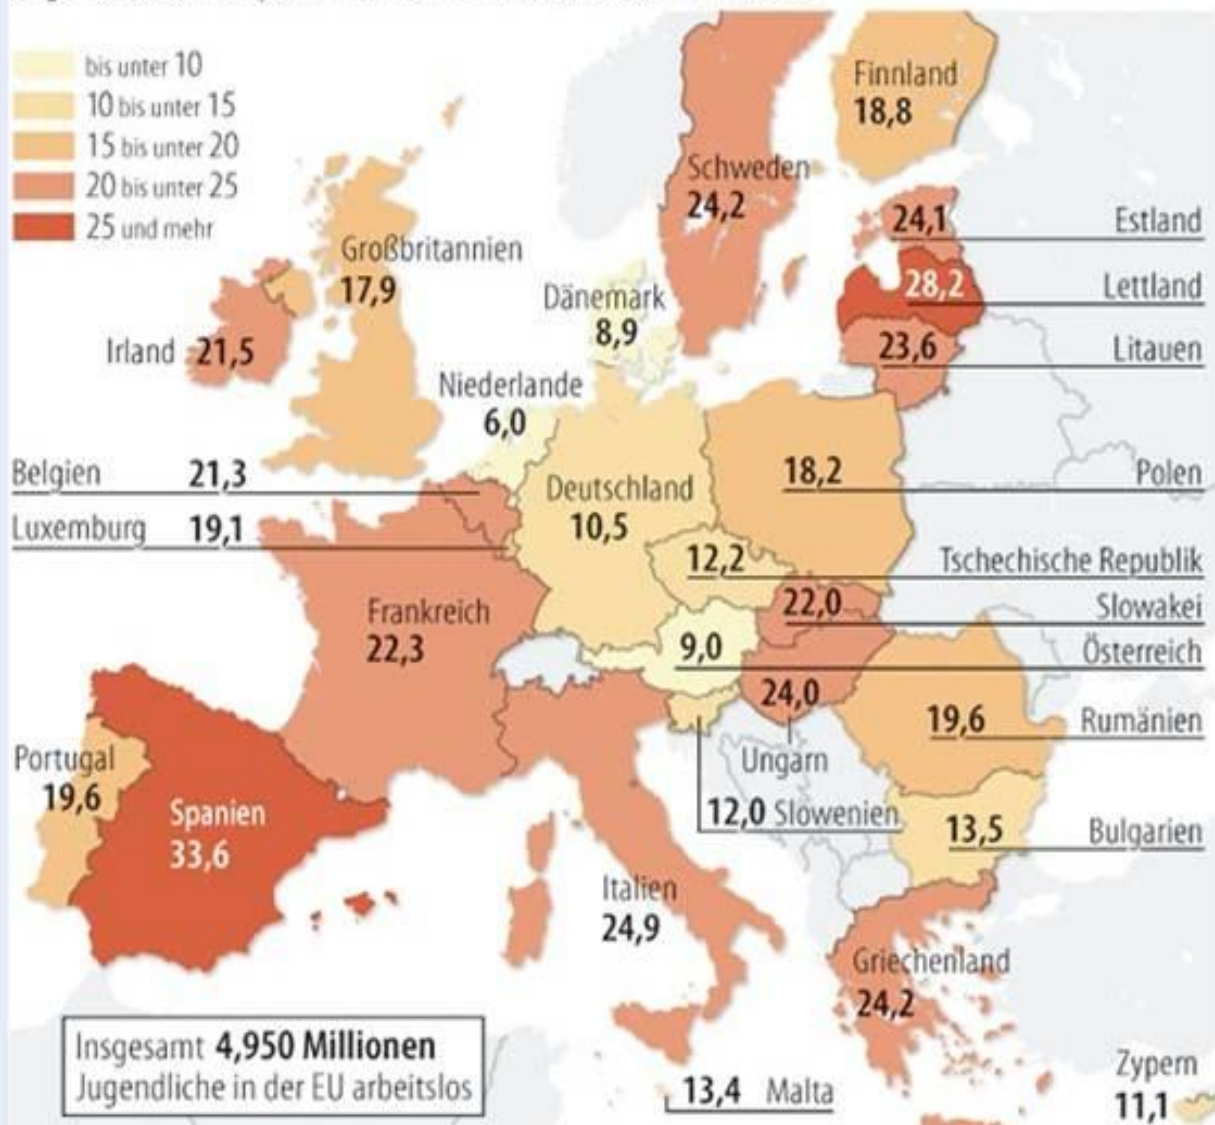 bis unter 10
10 bis unter 15
15 bis unter 20
20 bis unter 25
25 und mehr
Finnland
18,8
Schweden
24,2
24,1 Estland
Großbritannien
17,9
28,2 Lettland
Dänemark
8,9
Irland 21,5
23,6 Litauen
Niederlande
6,0
Belgien 21,3
18,2 Polen
Deutschland
10,5
Luxemburg 19,1
12,2 Tschechische Republik
22,0 Slowakei
Frankreich
22,3
9,0 Österreich
24,0
Ungarn
19,6 Rumänien
Portugal
19,6
Spanien
33,6
12,0 Slowenien
13,5 Bulgarien
Italien
24,9
Griechenland
24,2
Insgesamt 4,950 Millionen
Jugendliche in der EU arbeitslos
13,4 Malta
Zypern
11,1